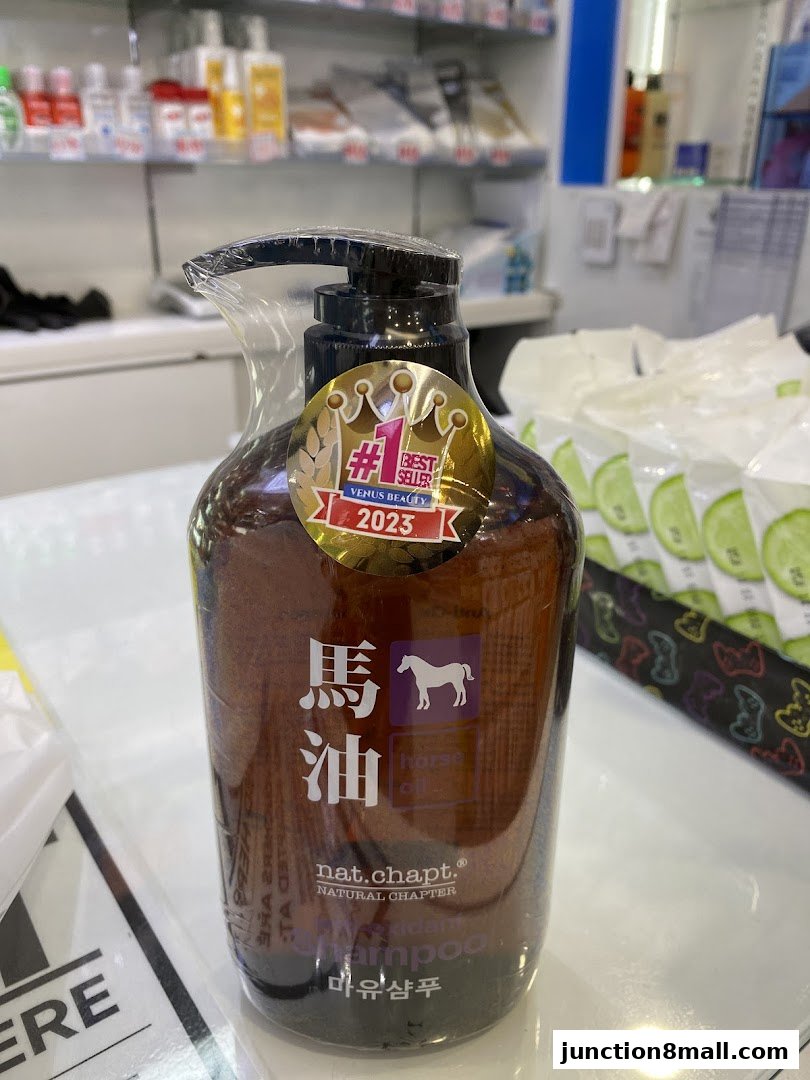 #1 BEST
SELLER
VENUS BEAUTY
2023
馬
油
horse
oil
nat.chapt.®
NATURAL CHAPTER
Shampoo
마유샴푸
ERE
junction8mall.com